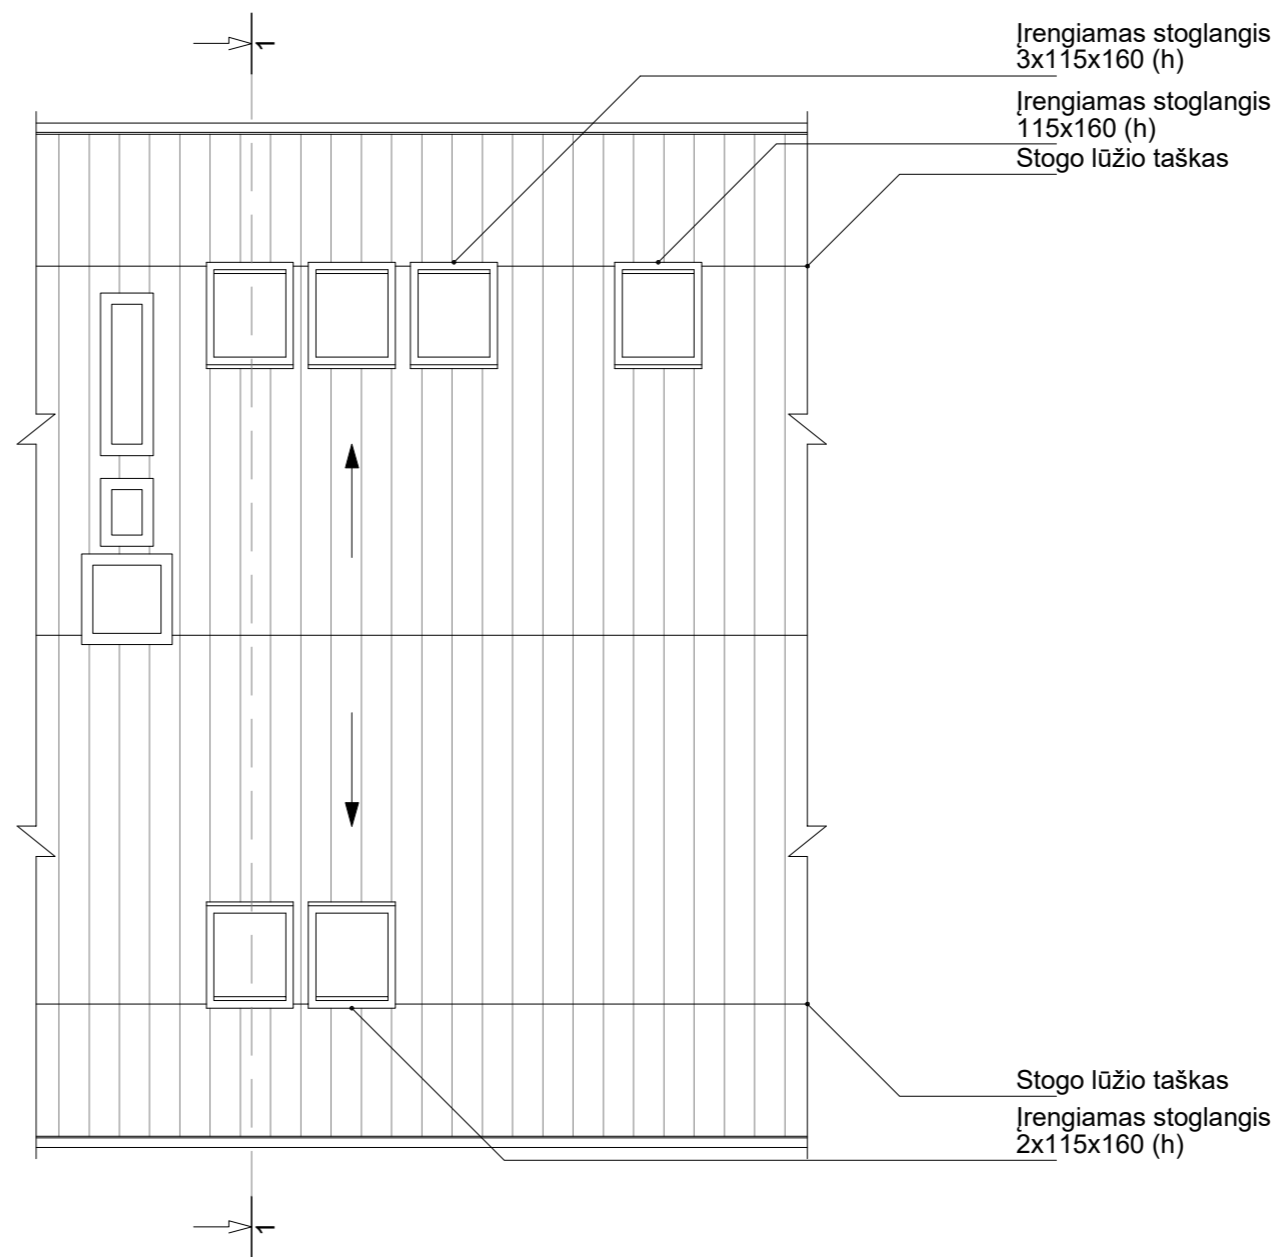 1
Įrengiamas stoglangis
3x115x160 (h)
Įrengiamas stoglangis
115x160 (h)
Stogo lūžio taškas
Stogo lūžio taškas
Įrengiamas stoglangis
2x115x160 (h)
1